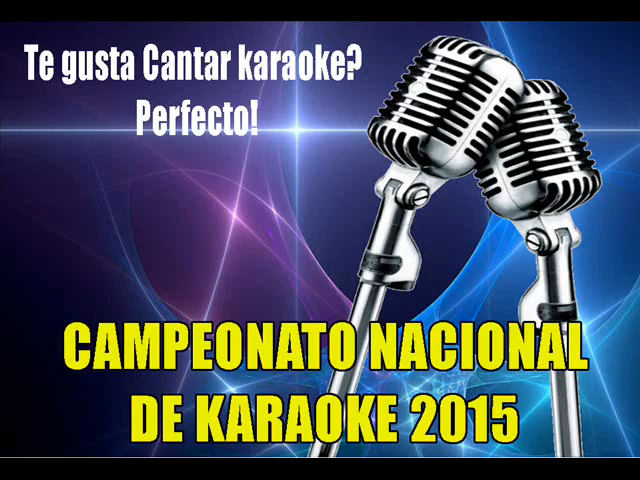 Te gusta Cantar karaoke?
Perfecto!
CAMPEONATO NACIONAL
DE KARAOKE 2015